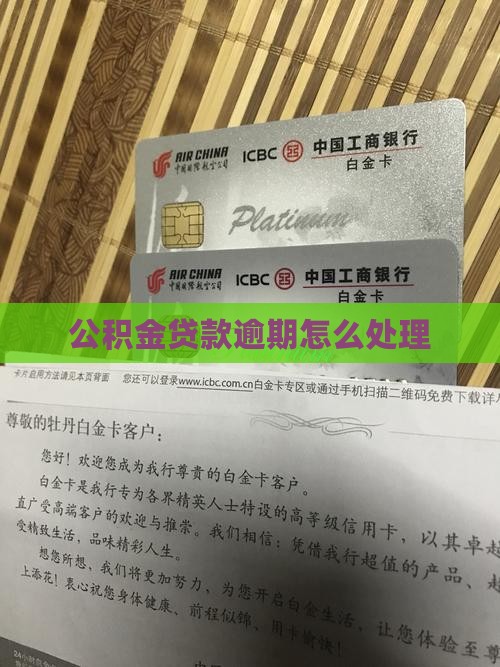 AIR CHINA 中国国际航空公司 ICBC 中国工商银行
白金卡
Platinum
AIR CHINA 中国国际航空公司 ICBC 中国工商银行
白金卡
公积金贷款逾期怎么处理
卡片启用方法请见本页背面 您还可以登录www.icbc.com.cn白金卡专区或通过手机扫描二维码免费下载详
尊敬的牡丹白金卡客户：
您好！欢迎您成为我行尊贵的白金卡客户。
白金卡是我行专为各界精英人士特设的高等级信用卡，以其卓越
直广受高端客户的欢迎与推崇。我们相信：凭借我行超值的产品、超
受精致生活，品味精彩人生。
想您所想，我们将更加努力，为您开启白金生活，让您体验至尊
上添花！衷心祝您身体健康、前程似锦、用卡愉快！